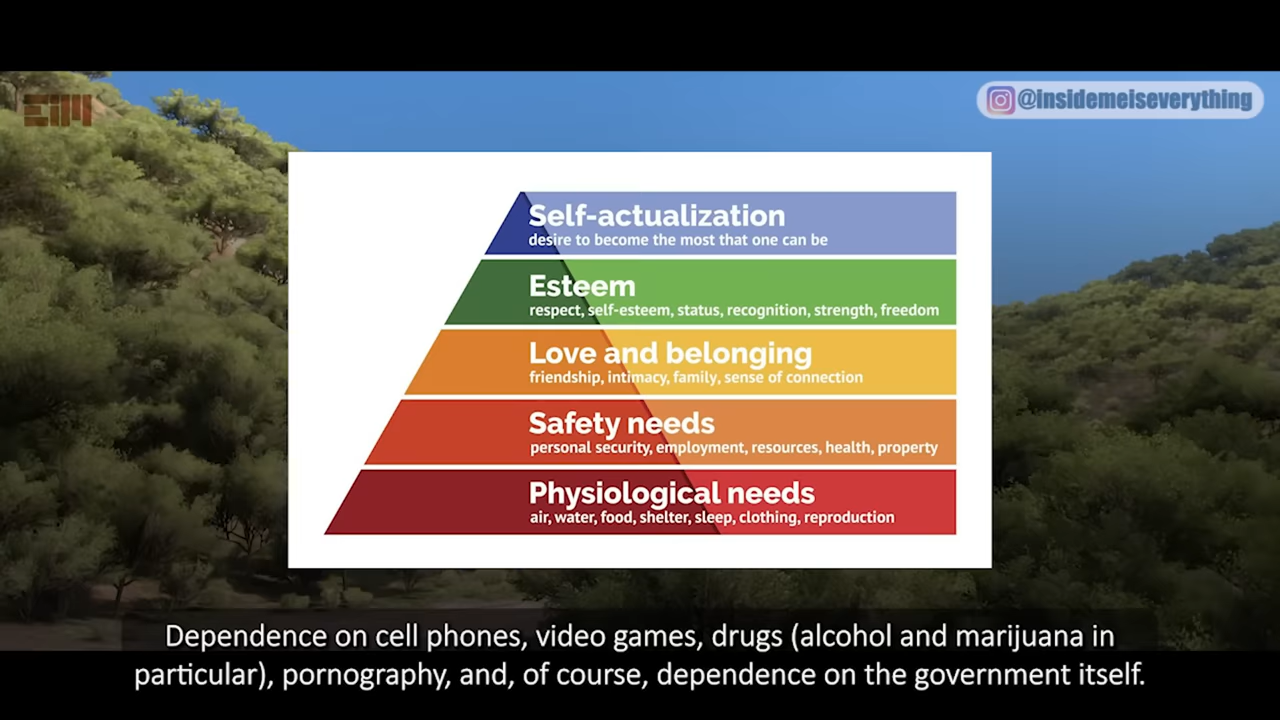 EiM
@insidemeiseverything
Self-actualization
desire to become the most that one can be
Esteem
respect, self-esteem, status, recognition, strength, freedom
Love and belonging
friendship, intimacy, family, sense of connection
Safety needs
personal security, employment, resources, health, property
Physiological needs
air, water, food, shelter, sleep, clothing, reproduction
Dependence on cell phones, video games, drugs (alcohol and marijuana in
particular), pornography, and, of course, dependence on the government itself.